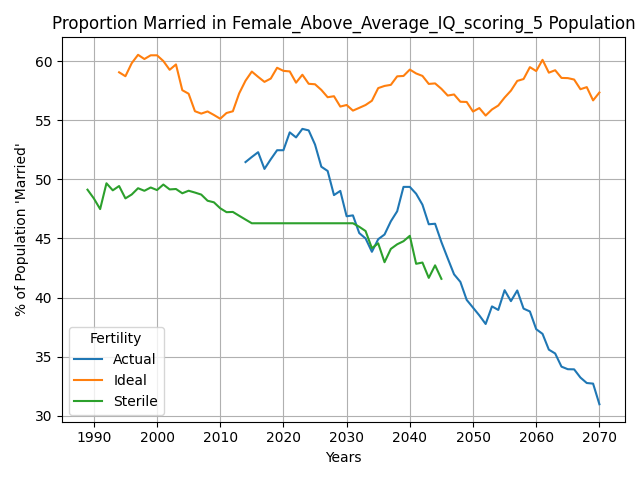 Proportion Married in Female_Above_Average_IQ_scoring_5 Population
% of Population 'Married'
60
55
50
45
40
35
30
Fertility
Actual
Ideal
Sterile
1990 2000 2010 2020 2030 2040 2050 2060 2070
Years